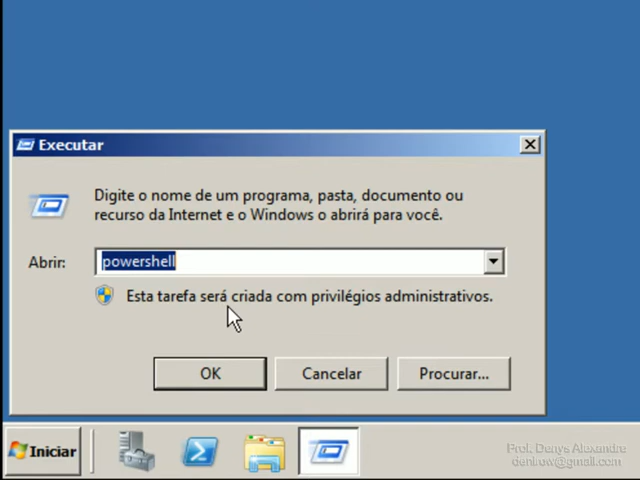 Executar
Digite o nome de um programa, pasta, documento ou
recurso da Internet e o Windows o abrirá para você.
Abrir:
powershell
Esta tarefa será criada com privilégios administrativos.
OK
Cancelar
Procurar...
Iniciar
Prof. Denys Alexandre